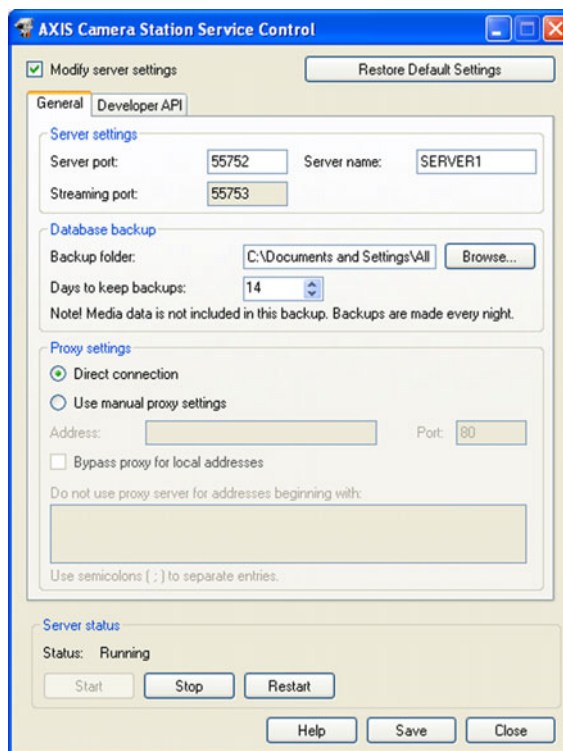 AXIS Camera Station Service Control
Modify server settings
Restore Default Settings
General
Developer API
Server settings
Server port: 55752 Server name: SERVER1
Streaming port: 55753
Database backup
Backup folder: C:\Documents and Settings\All Browse...
Days to keep backups: 14
Note! Media data is not included in this backup. Backups are made every night.
Proxy settings
Direct connection
Use manual proxy settings
Address: Port: 80
Bypass proxy for local addresses
Do not use proxy server for addresses beginning with:
Use semicolons ( ; ) to separate entries.
Server status
Status: Running
Start Stop Restart
Help Save Close